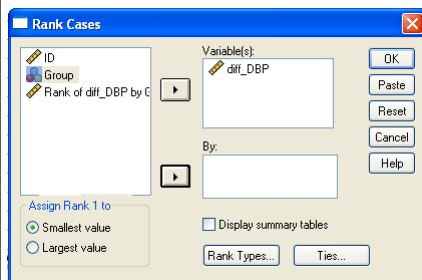 Rank Cases
ID
Group
Rank of diff_DBP by G
Variable(s):
diff_DBP
By:
OK
Paste
Reset
Cancel
Help
Assign Rank 1 to
Smallest value
Largest value
Display summary tables
Rank Types...
Ties...